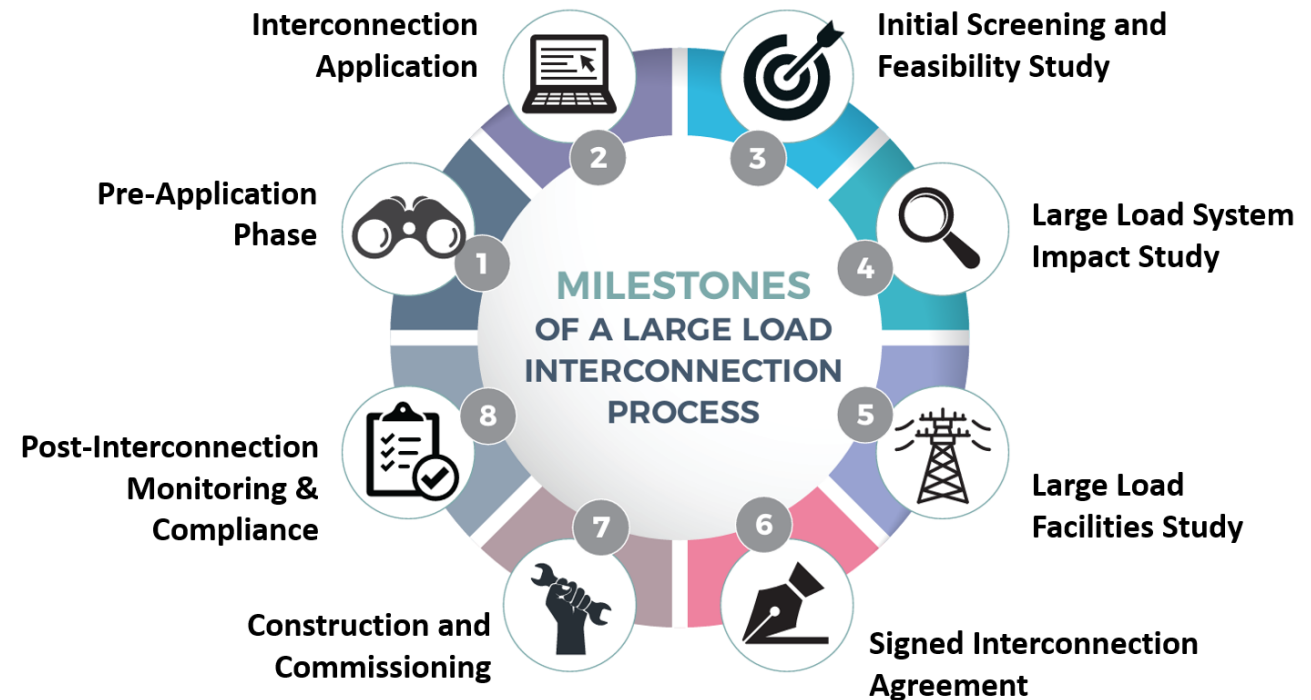 MILESTONES
OF A LARGE LOAD
INTERCONNECTION
PROCESS
1
Pre-Application
Phase
2
Interconnection
Application
3
Initial Screening and
Feasibility Study
4
Large Load System
Impact Study
5
Large Load
Facilities Study
6
Signed Interconnection
Agreement
7
Construction and
Commissioning
8
Post-Interconnection
Monitoring &
Compliance